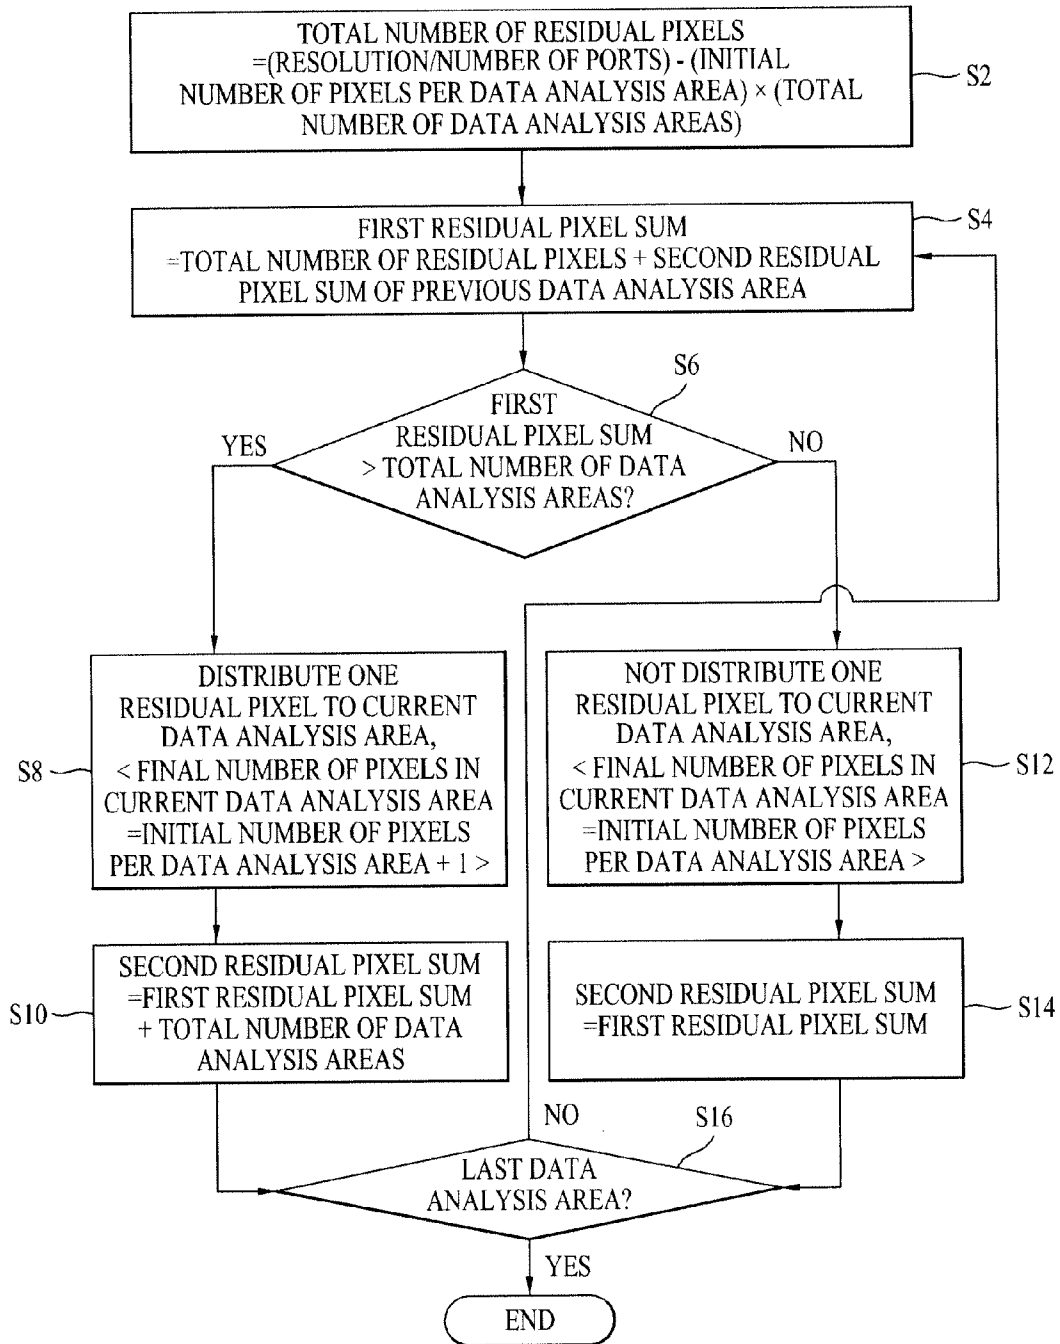 TOTAL NUMBER OF RESIDUAL PIXELS
=(RESOLUTION/NUMBER OF PORTS) - (INITIAL
NUMBER OF PIXELS PER DATA ANALYSIS AREA) × (TOTAL
NUMBER OF DATA ANALYSIS AREAS)
S2
FIRST RESIDUAL PIXEL SUM
=TOTAL NUMBER OF RESIDUAL PIXELS + SECOND RESIDUAL
PIXEL SUM OF PREVIOUS DATA ANALYSIS AREA
S4
FIRST
RESIDUAL PIXEL SUM
> TOTAL NUMBER OF DATA
ANALYSIS AREAS?
S6
YES
NO
DISTRIBUTE ONE
RESIDUAL PIXEL TO CURRENT
DATA ANALYSIS AREA,
< FINAL NUMBER OF PIXELS IN
CURRENT DATA ANALYSIS AREA
=INITIAL NUMBER OF PIXELS
PER DATA ANALYSIS AREA + 1 >
S8
NOT DISTRIBUTE ONE
RESIDUAL PIXEL TO CURRENT
DATA ANALYSIS AREA,
< FINAL NUMBER OF PIXELS IN
CURRENT DATA ANALYSIS AREA
=INITIAL NUMBER OF PIXELS
PER DATA ANALYSIS AREA >
S12
SECOND RESIDUAL PIXEL SUM
=FIRST RESIDUAL PIXEL SUM
+ TOTAL NUMBER OF DATA
ANALYSIS AREAS
S10
SECOND RESIDUAL PIXEL SUM
=FIRST RESIDUAL PIXEL SUM
S14
NO
S16
LAST DATA
ANALYSIS AREA?
YES
END